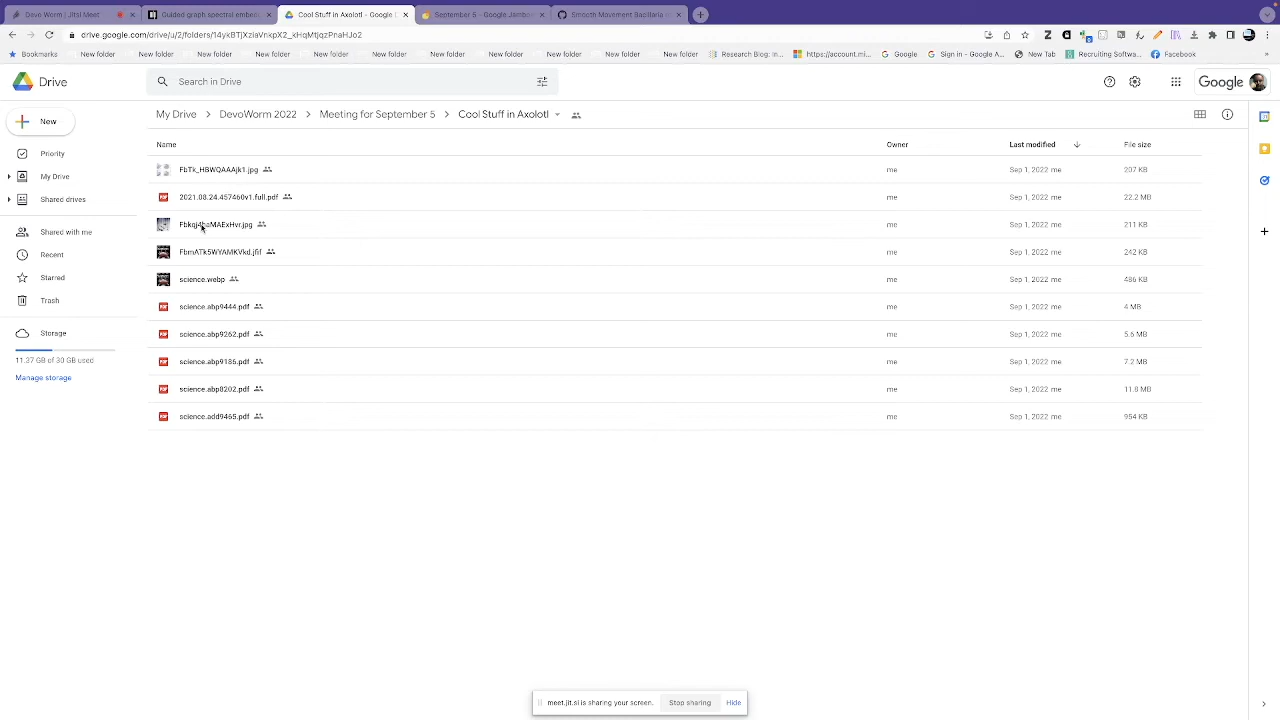 Devo Worm | Jitsi Meet
Guided graph spectral embed
Cool Stuff in Axolotl - Google
September 5 - Google Jamboa
Smooth Movement Bacillaria
drive.google.com/drive/u/2/folders/
Bookmarks New folder New folder New folder New folder New folder New folder New folder New folder New folder New folder New folder Research Blog: In... https://account.mi... Google Sign in - Google A... New Tab Recruiting Softwa... Facebook »
Drive
Search in Drive
Google
New
My Drive > DevoWorm 2022 > Meeting for September 5 > Cool Stuff in Axolotl
Name Owner Last modified File size
Priority
My Drive
Shared drives
Shared with me
Recent
Starred
Trash
Storage
11.37 GB of 30 GB used
Manage storage
FbTk_HBWQAAAjk1.jpg me Sep 1, 2022 me 207 KB
2021.08.24.457460v1.full.pdf me Sep 1, 2022 me 22.2 MB
me Sep 1, 2022 me 211 KB
FbmATk5WYAMKVkd.jfif me Sep 1, 2022 me 242 KB
science.webp me Sep 1, 2022 me 486 KB
science.abp9444.pdf me Sep 1, 2022 me 4 MB
science.abp9262.pdf me Sep 1, 2022 me 5.6 MB
science.abp9186.pdf me Sep 1, 2022 me 7.2 MB
science.abp8202.pdf me Sep 1, 2022 me 11.8 MB
science.add9465.pdf me Sep 1, 2022 me 954 KB
meet.jit.si is sharing your screen. Stop sharing Hide